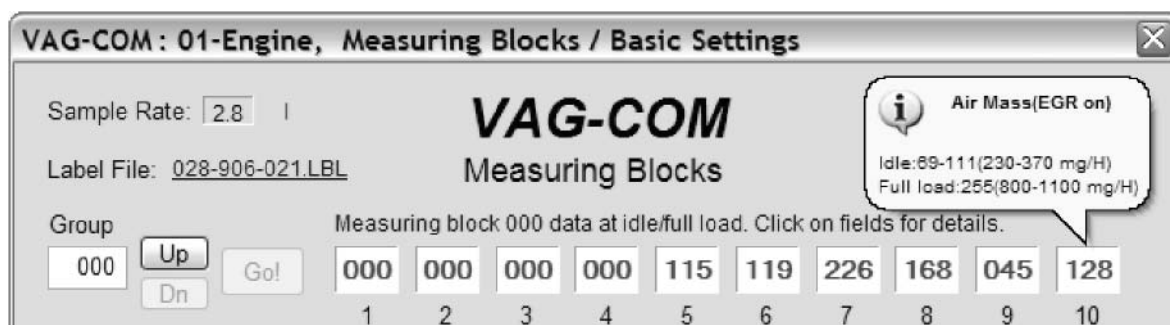 VAG-COM : 01-Engine, Measuring Blocks / Basic Settings
Sample Rate: 2.8 I
VAG-COM
Air Mass(EGR on)
Label File: 028-906-021.LBL
Measuring Blocks
Idle:69-111(230-370 mg/H)
Full load:255(800-1100 mg/H)
Group
Measuring block 000 data at idle/full load. Click on fields for details.
000 Up Go! 000 000 000 000 115 119 226 168 045 128
Dn
1 2 3 4 5 6 7 8 9 10